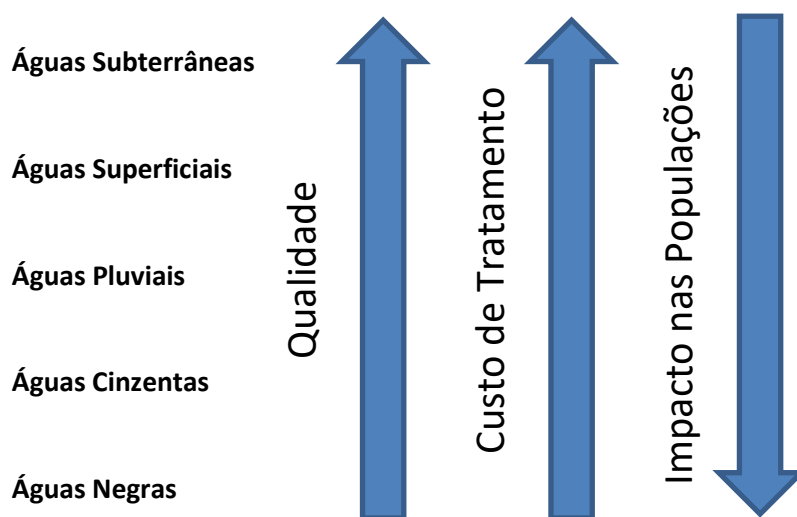 Águas Subterrâneas
Águas Superficiais
Águas Pluviais
Águas Cinzentas
Águas Negras
Qualidade
Custo de Tratamento
Impacto nas Populações